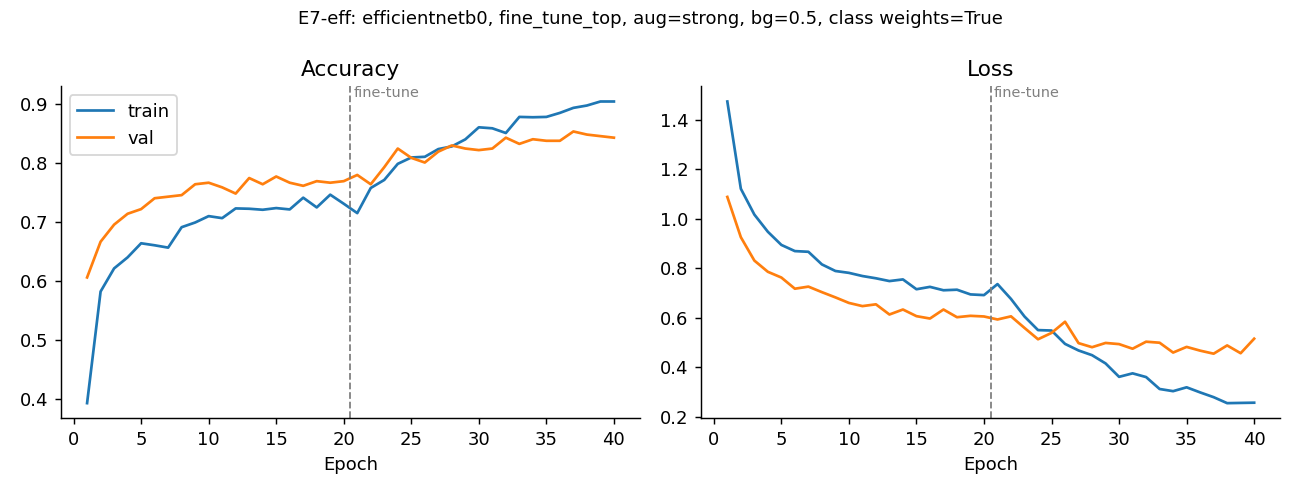 E7-eff: efficientnetb0, fine_tune_top, aug=strong, bg=0.5, class weights=True
Accuracy
Loss
fine-tune
fine-tune
train
val
0.9
0.8
0.7
0.6
0.5
0.4
1.4
1.2
1.0
0.8
0.6
0.4
0.2
0 5 10 15 20 25 30 35 40
0 5 10 15 20 25 30 35 40
Epoch
Epoch